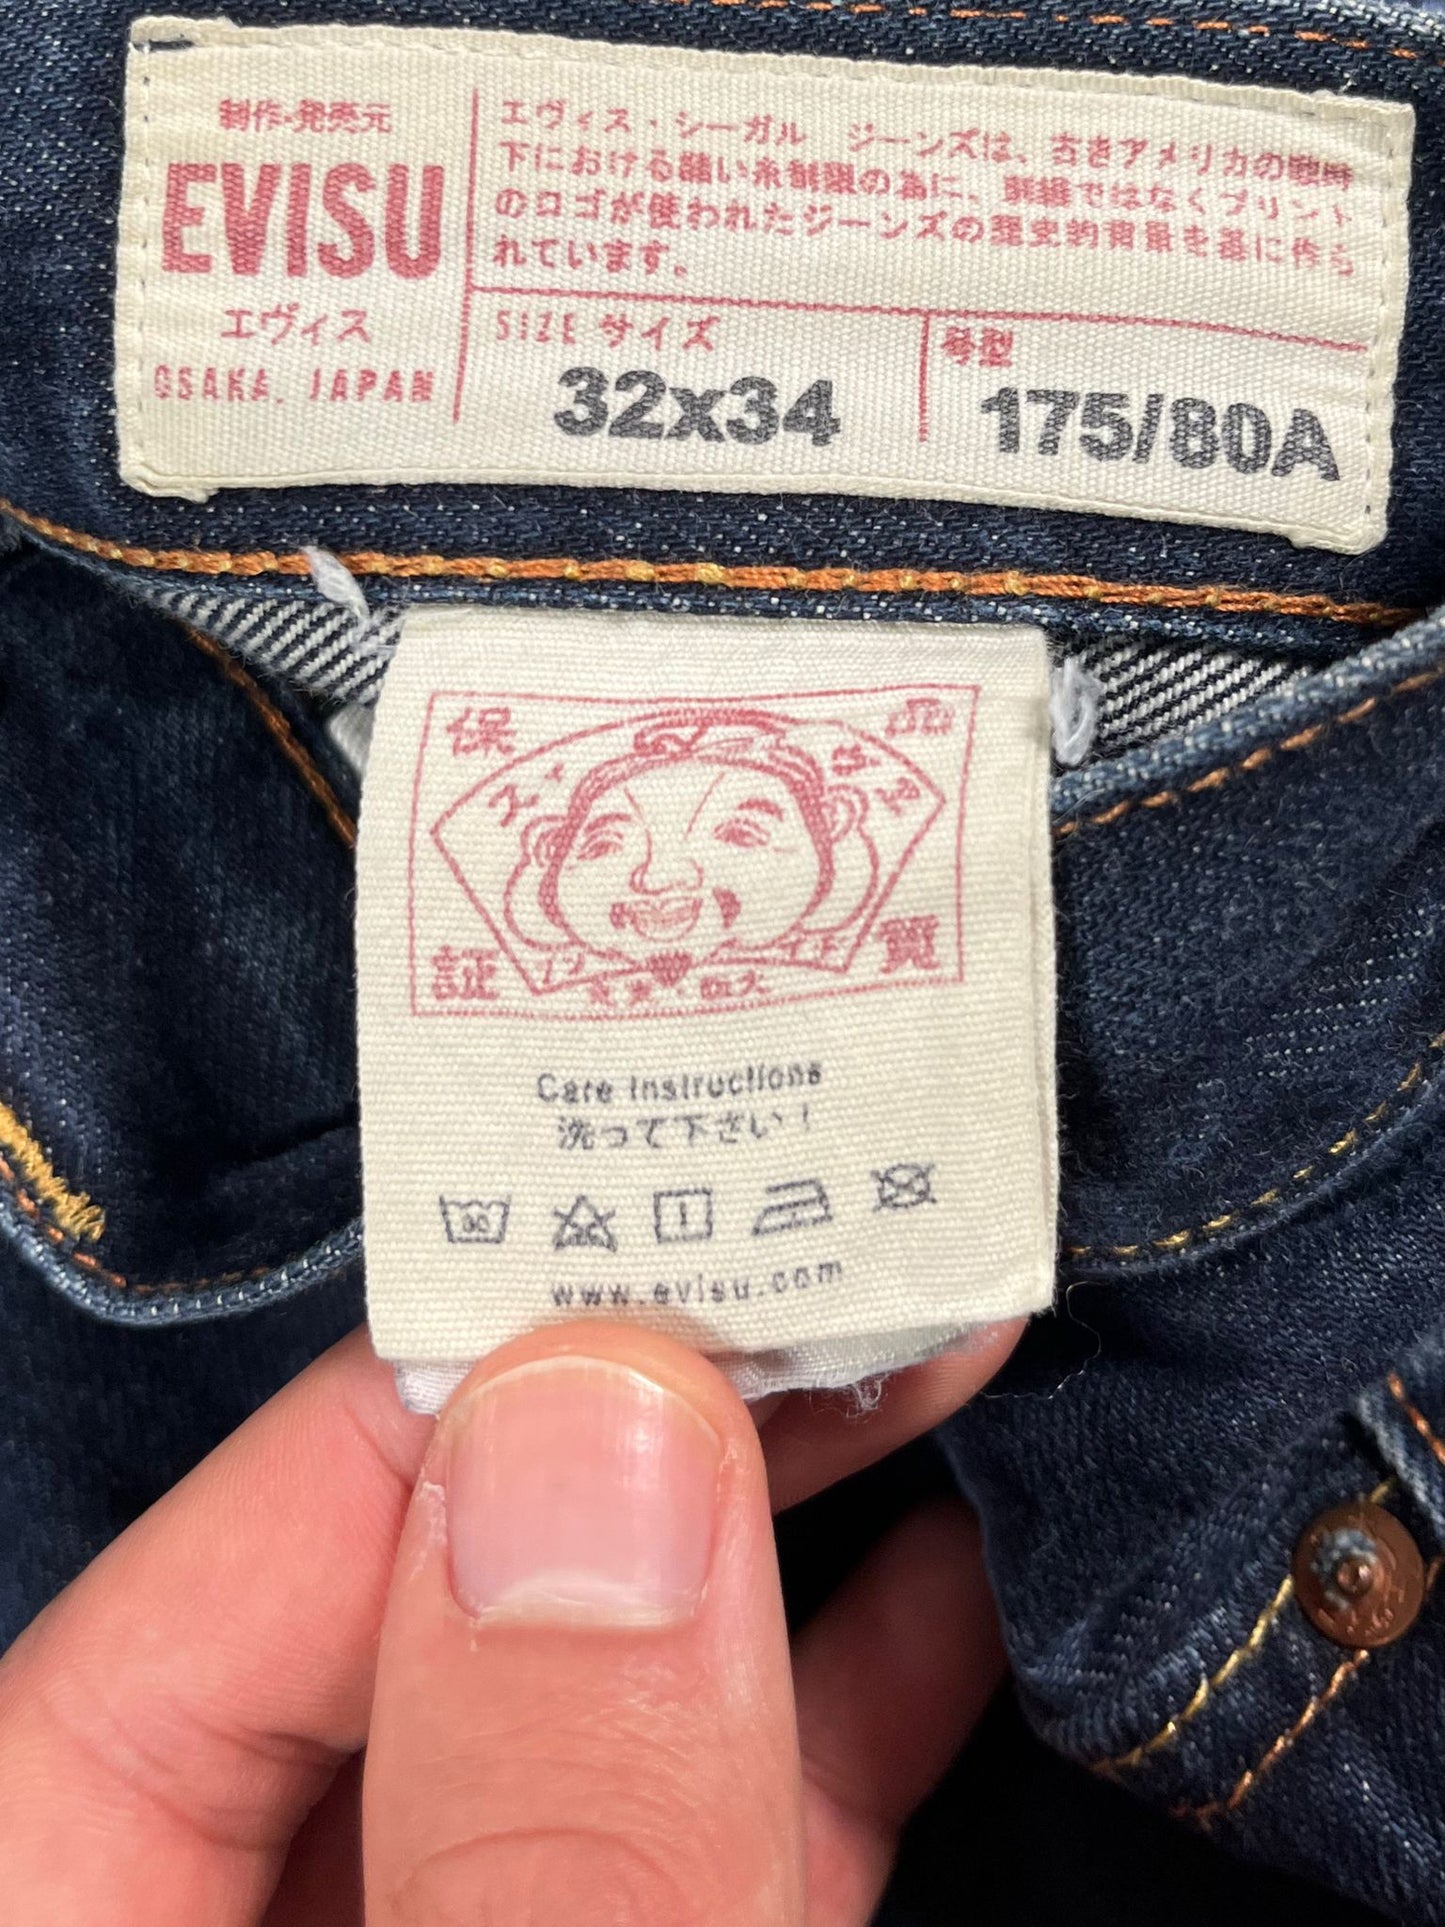 制作·発売元
EVISU
エヴィス
OSAKA, JAPAN
エヴィス・シーガル ジーンズは、古きアメリカの戦時
下における縫い糸制限の為に、刺繍ではなくプリント
のロゴが使われたジーンズの歴史的背景を基に作ら
れています。
SIZE サイズ
32x34
号型
175/80A
保 品
証 質
Care Instructions
洗って下さい!
30
www.evisu.com